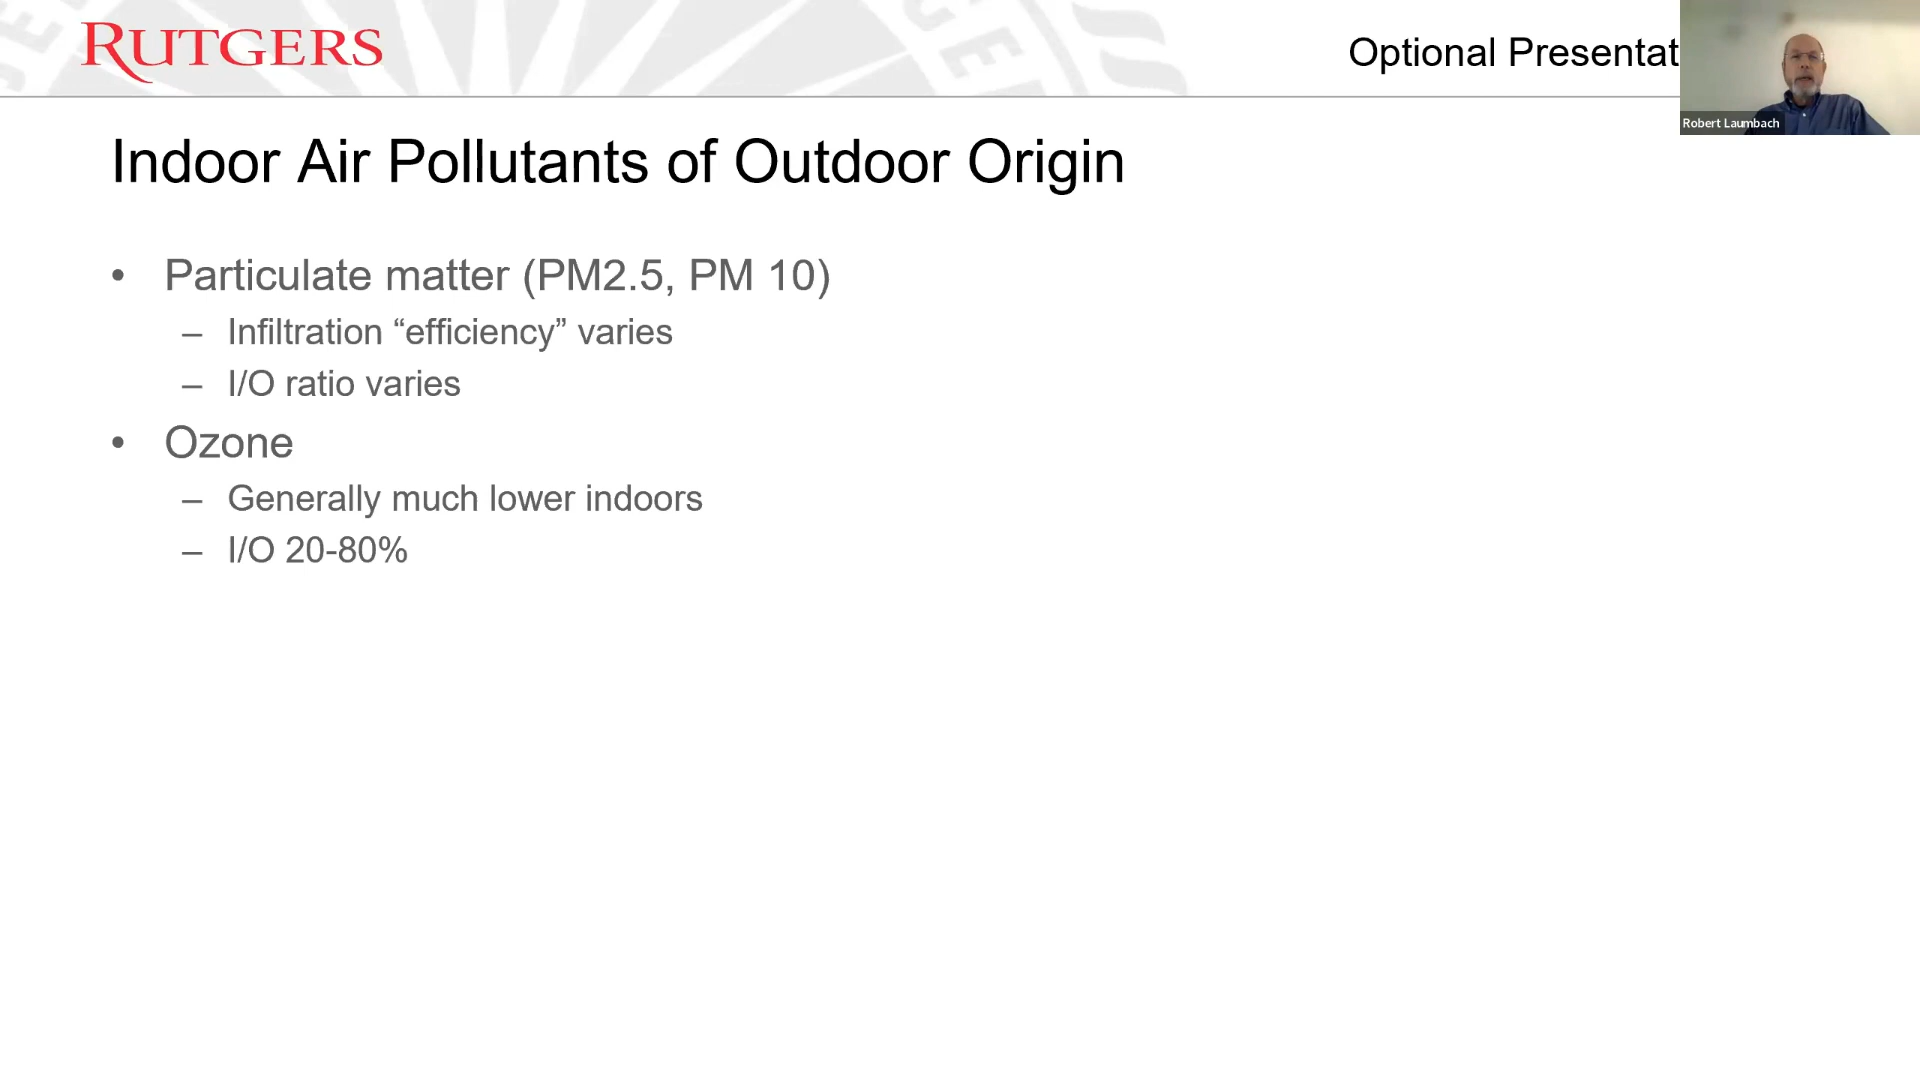 RUTGERS
Optional Presentat
Robert Laumbach
Indoor Air Pollutants of Outdoor Origin
• Particulate matter (PM2.5, PM 10)
– Infiltration “efficiency” varies
– I/O ratio varies
• Ozone
– Generally much lower indoors
– I/O 20-80%